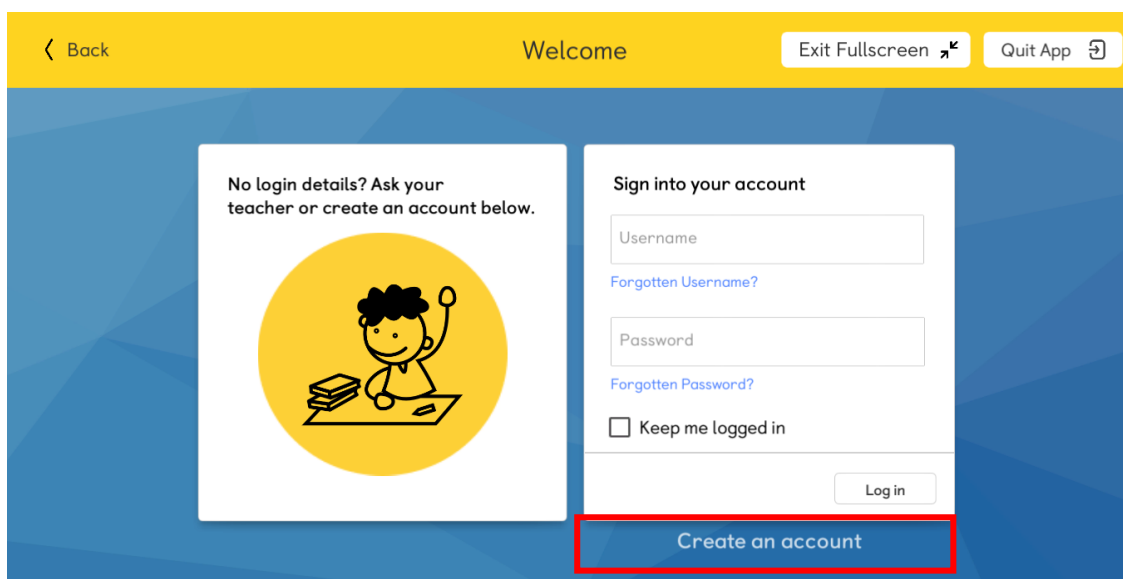 Back
Welcome
Exit Fullscreen
Quit App
No login details? Ask your
teacher or create an account below.
Sign into your account
Username
Forgotten Username?
Password
Forgotten Password?
Keep me logged in
Log in
Create an account